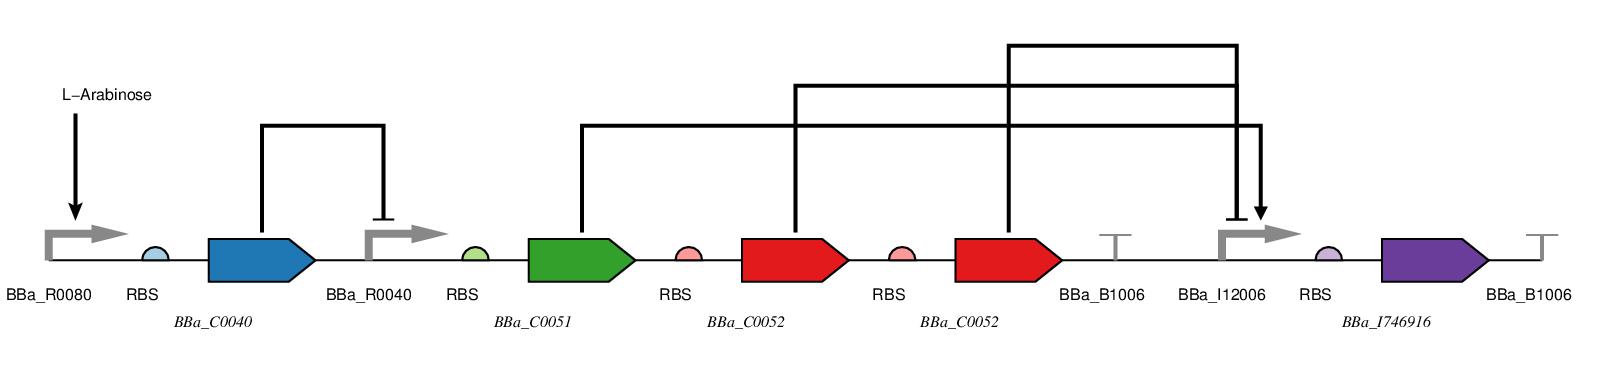 L−Arabinose
BBa_R0080 RBS BBa_R0040 RBS RBS RBS BBa_B1006 BBa_I12006 RBS BBa_B1006
BBa_C0040 BBa_C0051 BBa_C0052 BBa_C0052 BBa_I746916